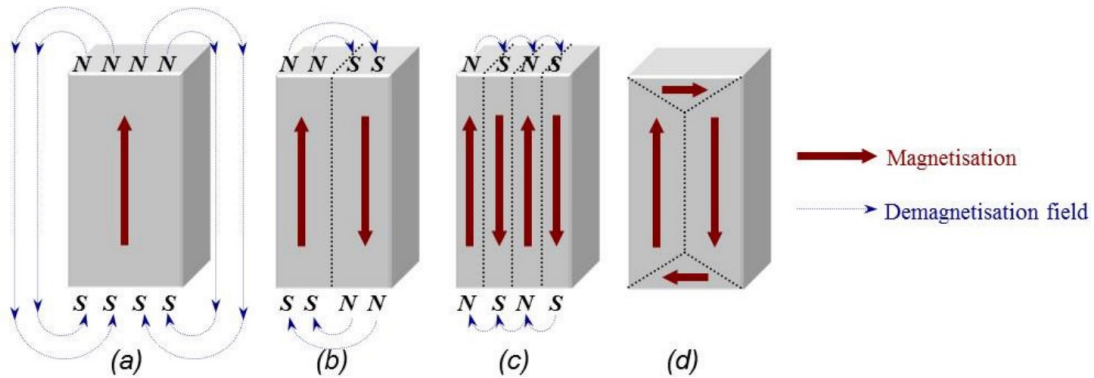 N N N N
N N S S
N S N S
Magnetisation
Demagnetisation field
S S S S
S S N N
N S N S
(a)
(b)
(c)
(d)